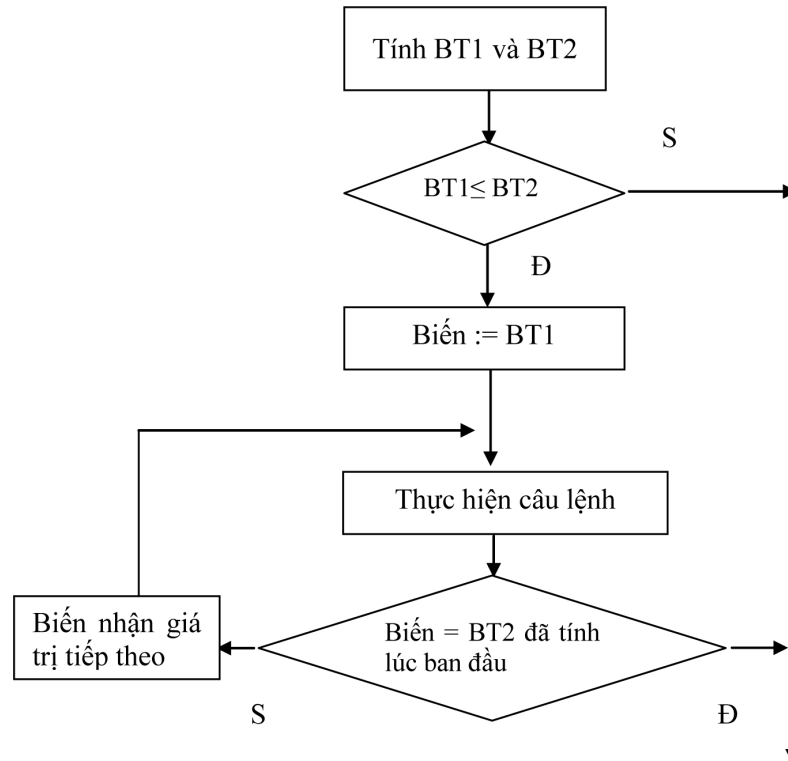 Tính BT1 và BT2
S
BT1≤ BT2
Đ
Biến := BT1
Thực hiện câu lệnh
Biến nhận giá
trị tiếp theo
Biến = BT2 đã tính
lúc ban đầu
S
Đ